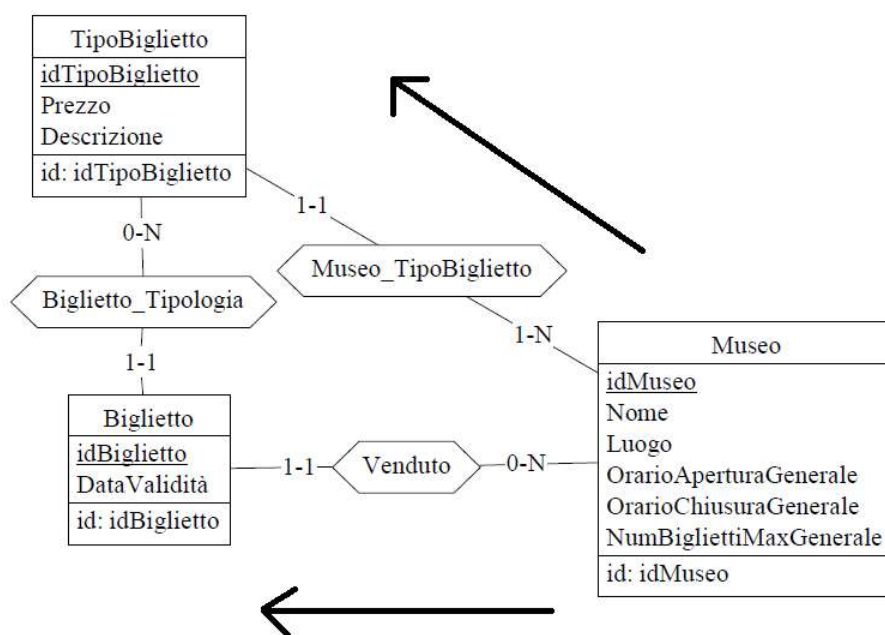 TipoBiglietto
idTipoBiglietto
Prezzo
Descrizione
id: idTipoBiglietto
1-1
0-N
Museo_TipoBiglietto
Biglietto_Tipologia
1-N
1-1
Museo
idMuseo
Nome
Luogo
OrarioAperturaGenerale
OrarioChiusuraGenerale
NumBigliettiMaxGenerale
id: idMuseo
Biglietto
idBiglietto
DataValidità
id: idBiglietto
1-1
Venduto
0-N